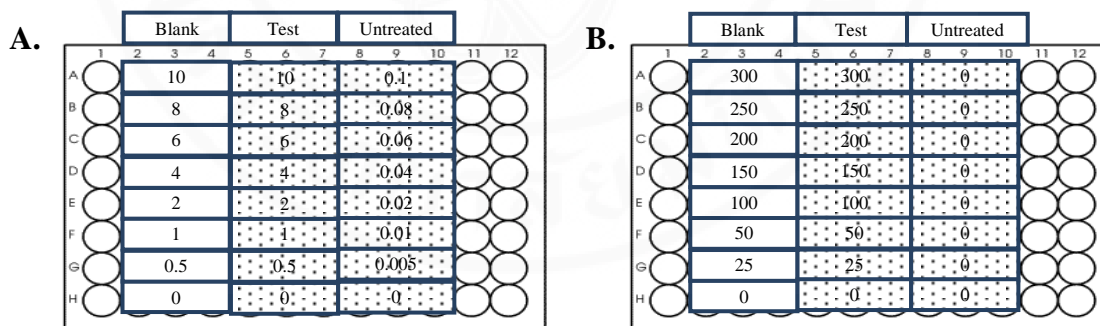 A.
Blank Test Untreated
1 2 3 4 5 6 7 8 9 10 11 12
A 10 10 0.1
B 8 8 0.08
C 6 6 0.06
D 4 4 0.04
E 2 2 0.02
F 1 1 0.01
G 0.5 0.5 0.005
H 0 0 0
B.
Blank Test Untreated
1 2 3 4 5 6 7 8 9 10 11 12
A 300 300 0
B 250 250 0
C 200 200 0
D 150 150 0
E 100 100 0
F 50 50 0
G 25 25 0
H 0 0 0